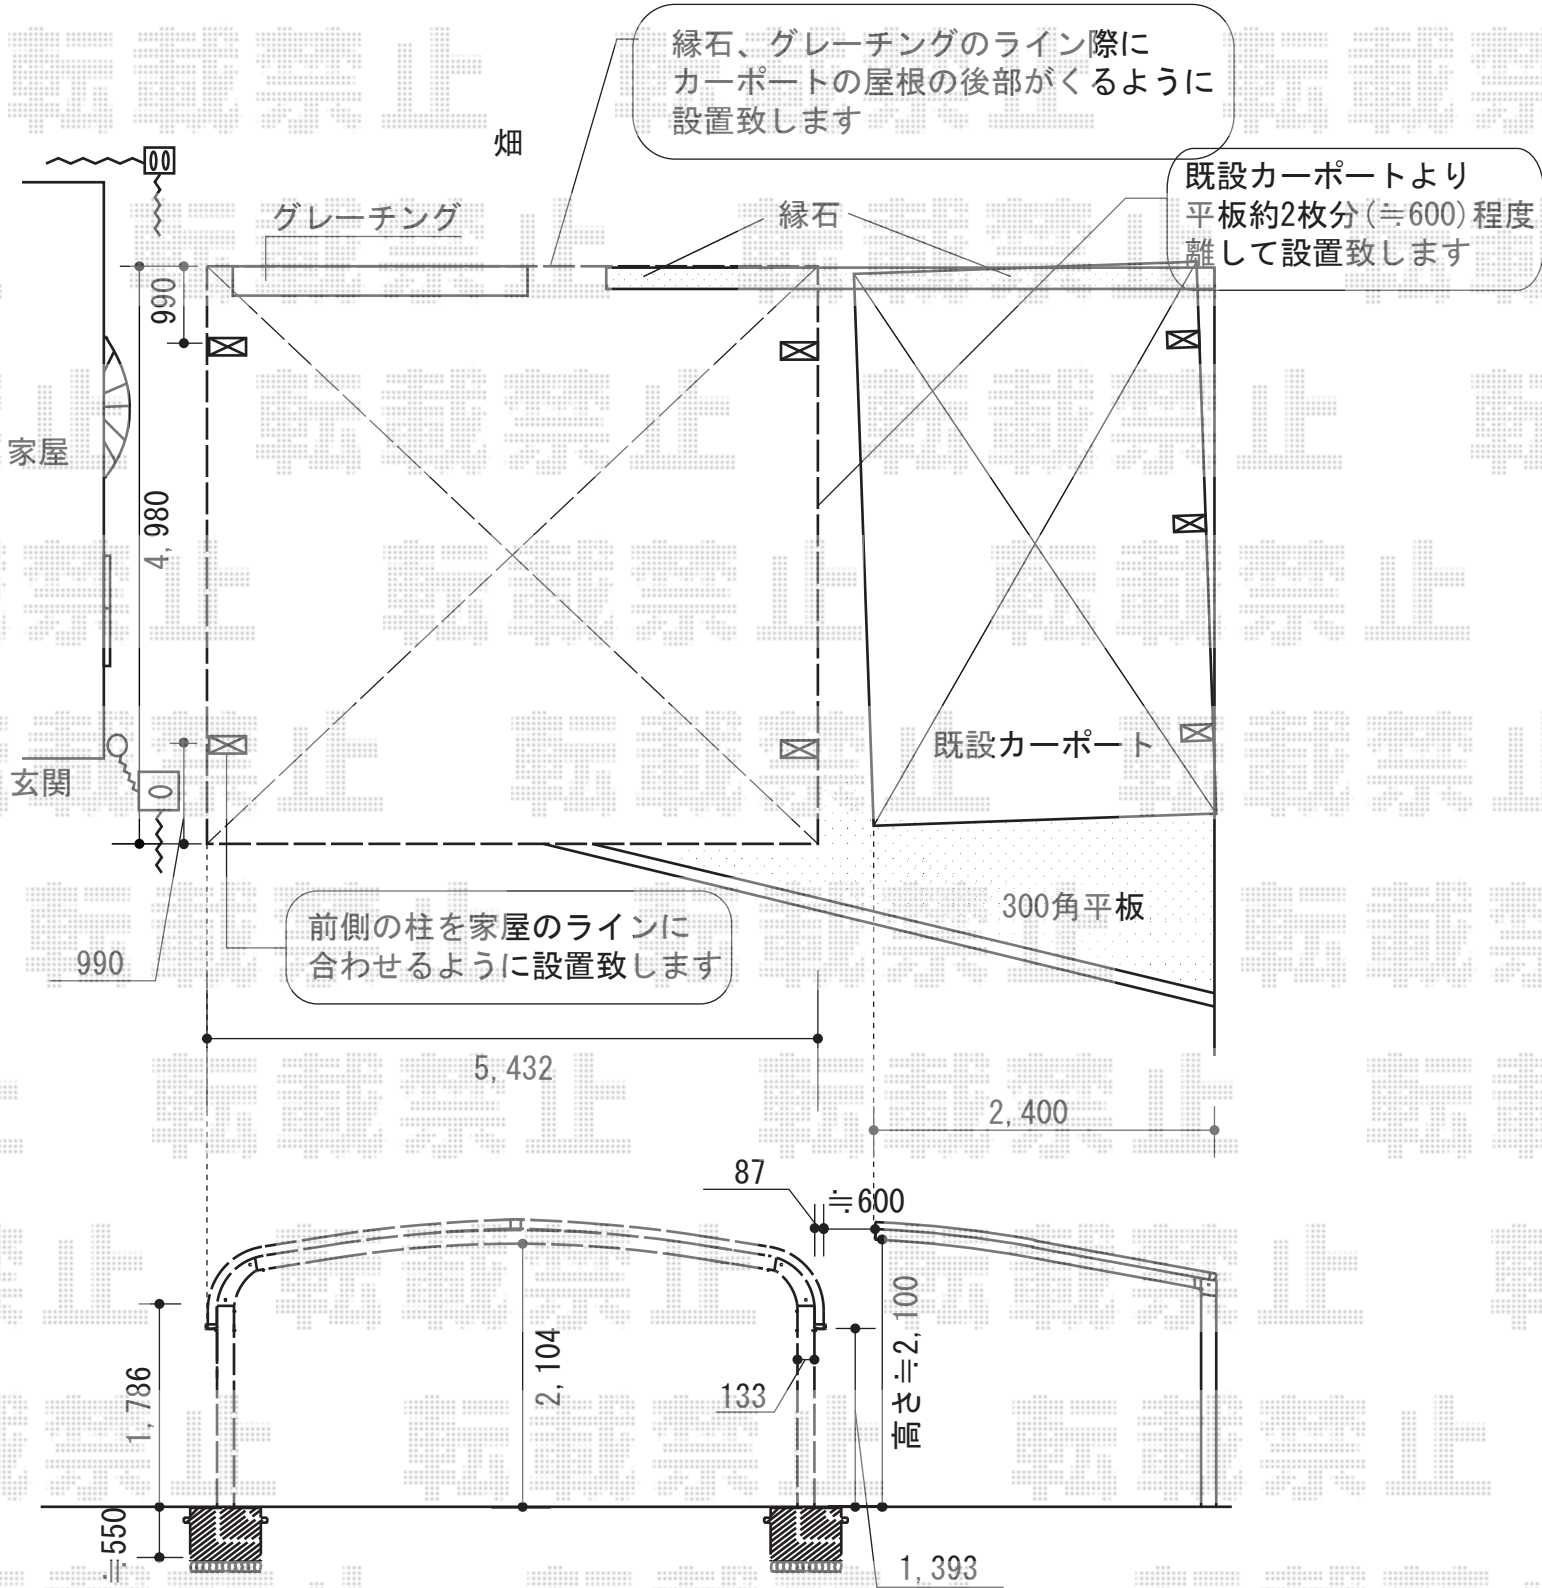 縁石、グレーチングのライン際に
カーポートの屋根の後部がくるように
設置致します
畑
既設カーポートより
平板約2枚分(≒600)程度
離して設置致します
グレーチング
縁石
990
家屋
4,980
既設カーポート
玄関
300角平板
前側の柱を家屋のラインに
合わせるように設置致します
990
5,432
2,400
87
≒600
1,786
2,104
133
高さ≒2,100
≒550
1,393
転載禁止